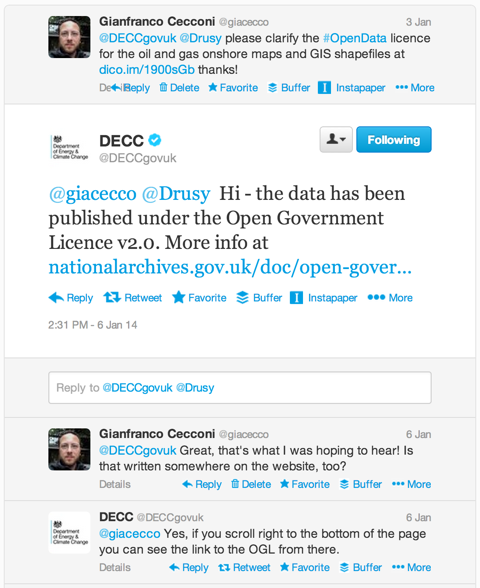 Gianfranco Cecconi @giacecco 3 Jan
@DECCgovuk @Drusy please clarify the #OpenData licence
for the oil and gas onshore maps and GIS shapefiles at
dico.im/1900sGb thanks!
Reply Delete Favorite Buffer Instapaper More
Department
of Energy &
Climate Change
DECC
@DECCgovuk
Following
@giacecco @Drusy Hi - the data has been
published under the Open Government
Licence v2.0. More info at
nationalarchives.gov.uk/doc/open-gover...
Reply Retweet Favorite Buffer Instapaper More
2:31 PM - 6 Jan 14
Reply to @DECCgovuk @Drusy
Gianfranco Cecconi @giacecco 6 Jan
@DECCgovuk Great, that's what I was hoping to hear! Is
that written somewhere on the website, too?
Details Reply Delete Favorite Buffer More
Department
of Energy &
Climate Change
DECC @DECCgovuk 6 Jan
@giacecco Yes, if you scroll right to the bottom of the page
you can see the link to the OGL from there.
Details Reply Retweet Favorite Buffer More